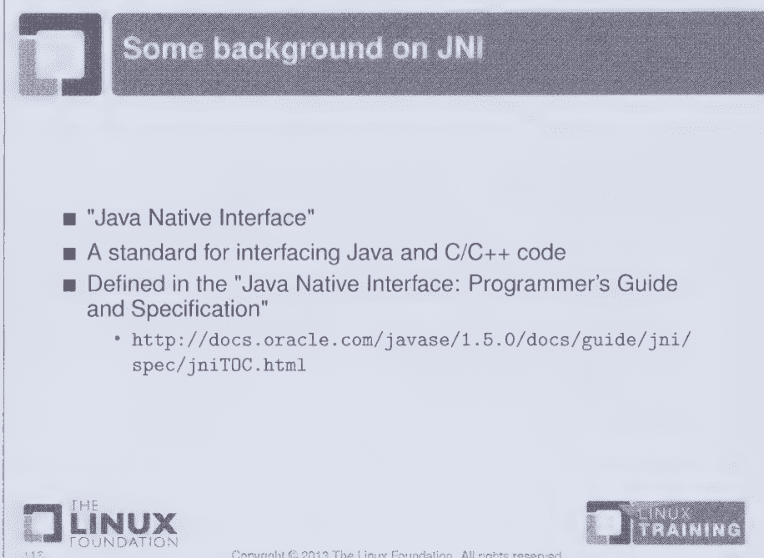 Some background on JNI
■ "Java Native Interface"
■ A standard for interfacing Java and C/C++ code
■ Defined in the "Java Native Interface: Programmer's Guide
and Specification"
• http://docs.oracle.com/javase/1.5.0/docs/guide/jni/
spec/jniTOC.html
THE
LINUX
FOUNDATION
LINUX
TRAINING
Copyright © 2013 The Linux Foundation. All rights reserved